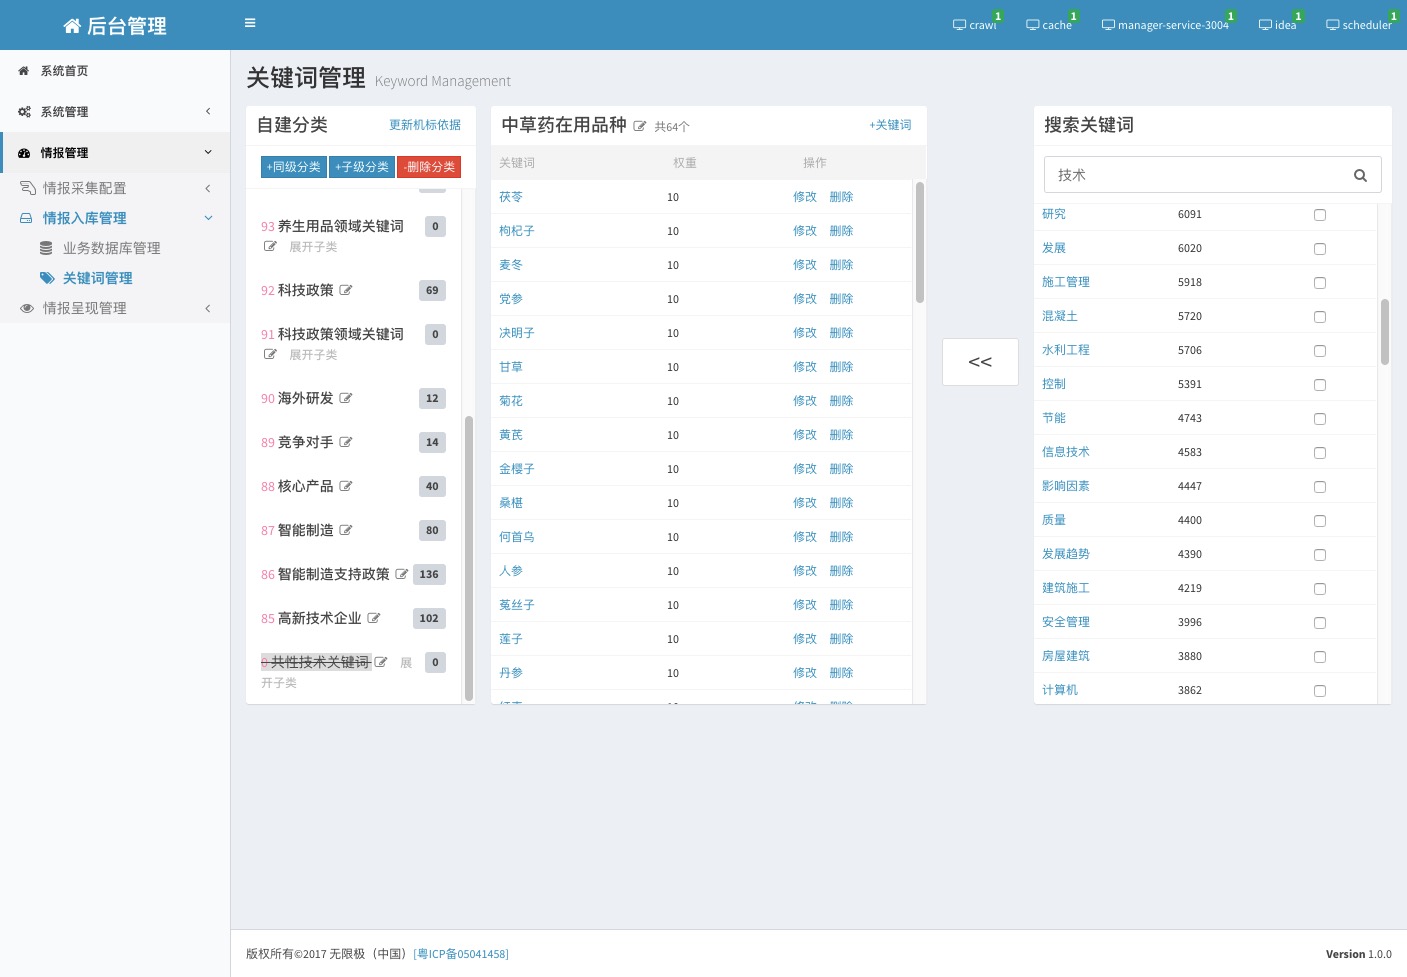 后台管理
crawl 1
cache 1
manager-service-3004 1
idea 1
scheduler 1
系统首页
系统管理
情报管理
情报采集配置
情报入库管理
业务数据库管理
关键词管理
情报呈现管理
关键词管理 Keyword Management
自建分类 更新机标依据
+同级分类 +子级分类 -删除分类
93 养生用品领域关键词 0
展开子类
92 科技政策 69
91 科技政策领域关键词 0
展开子类
90 海外研发 12
89 竞争对手 14
88 核心产品 40
87 智能制造 80
86 智能制造支持政策 136
85 高新技术企业 102
0 共性技术关键词 展 0
开子类
中草药在用品种 共64个 +关键词
关键词 权重 操作
茯苓 10 修改 删除
枸杞子 10 修改 删除
麦冬 10 修改 删除
党参 10 修改 删除
决明子 10 修改 删除
甘草 10 修改 删除
菊花 10 修改 删除
黄芪 10 修改 删除
金樱子 10 修改 删除
桑椹 10 修改 删除
何首乌 10 修改 删除
人参 10 修改 删除
菟丝子 10 修改 删除
莲子 10 修改 删除
丹参 10 修改 删除
<<
搜索关键词
技术
研究 6091
发展 6020
施工管理 5918
混凝土 5720
水利工程 5706
控制 5391
节能 4743
信息技术 4583
影响因素 4447
质量 4400
发展趋势 4390
建筑施工 4219
安全管理 3996
房屋建筑 3880
计算机 3862
版权所有©2017 无限极（中国）[粤ICP备05041458]
Version 1.0.0